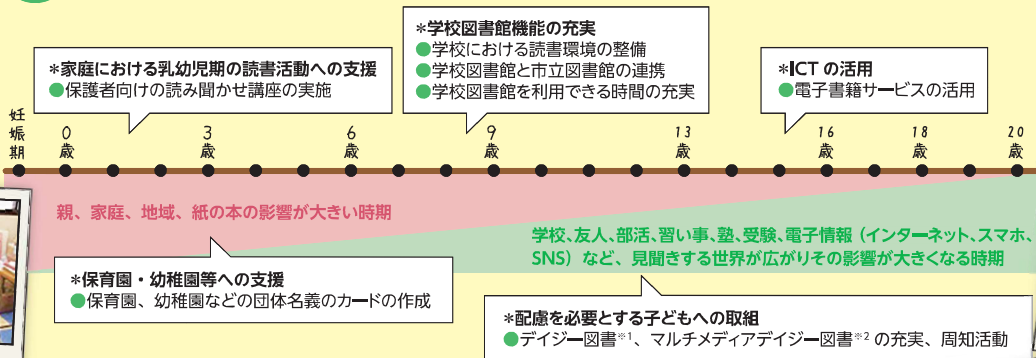 *家庭における乳幼児期の読書活動への支援
●保護者向けの読み聞かせ講座の実施
*学校図書館機能の充実
●学校における読書環境の整備
●学校図書館と市立図書館の連携
●学校図書館を利用できる時間の充実
*ICTの活用
●電子書籍サービスの活用
妊娠期
0歳
3歳
6歳
9歳
13歳
16歳
18歳
20歳
親、家庭、地域、紙の本の影響が大きい時期
学校、友人、部活、習い事、塾、受験、電子情報（インターネット、スマホ、
SNS）など、見聞きする世界が広がりその影響が大きくなる時期
*保育園・幼稚園等への支援
●保育園、幼稚園などの団体名義のカードの作成
*配慮を必要とする子どもへの取組
●デイジー図書※1、マルチメディアデイジー図書※2の充実、周知活動